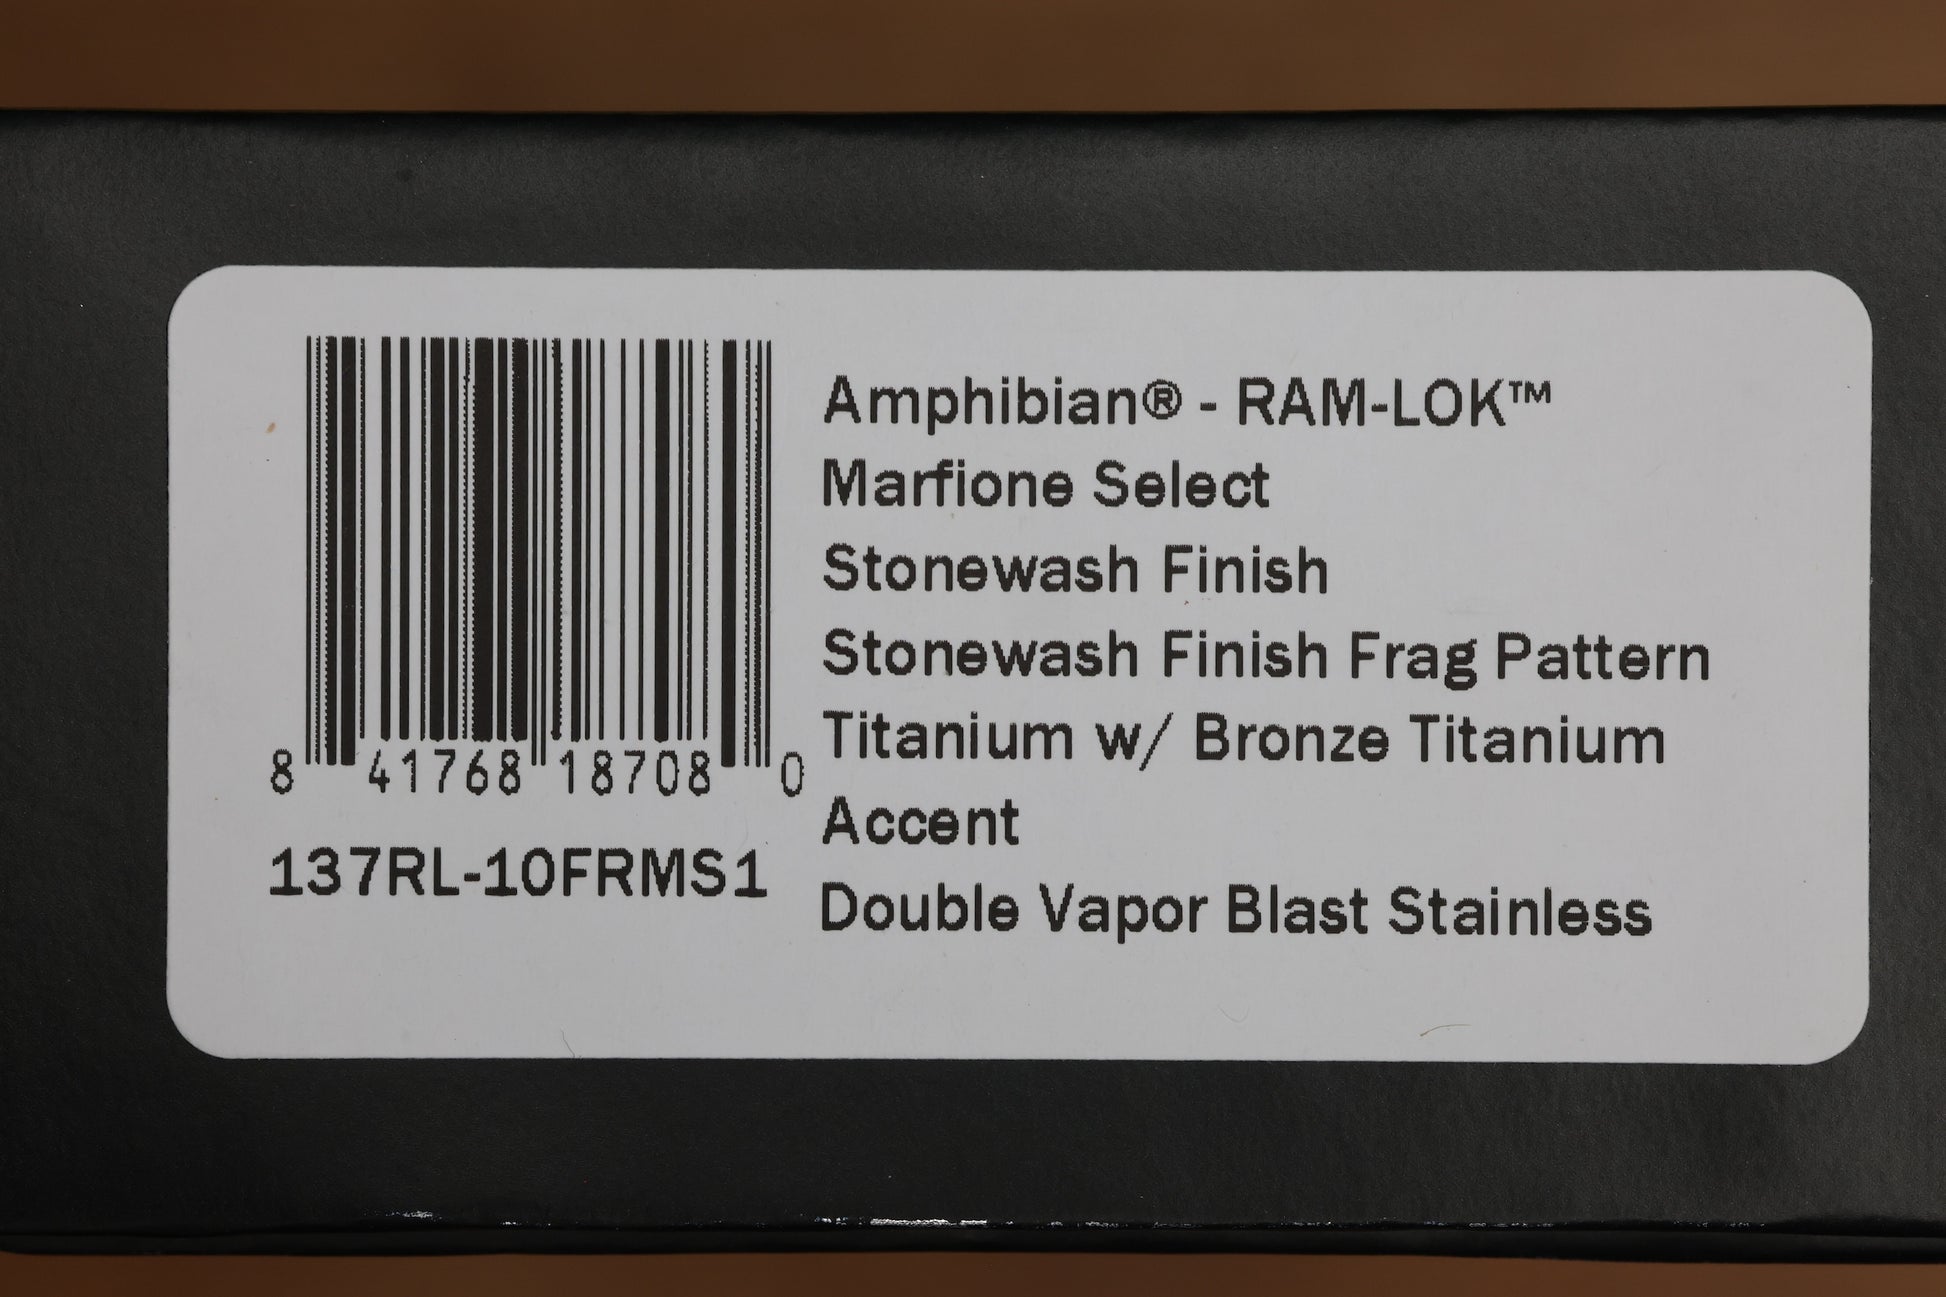 8 41768 18708 0
137RL-10FRMS1
Amphibian® - RAM-LOK™
Marfione Select
Stonewash Finish
Stonewash Finish Frag Pattern
Titanium w/ Bronze Titanium
Accent
Double Vapor Blast Stainless